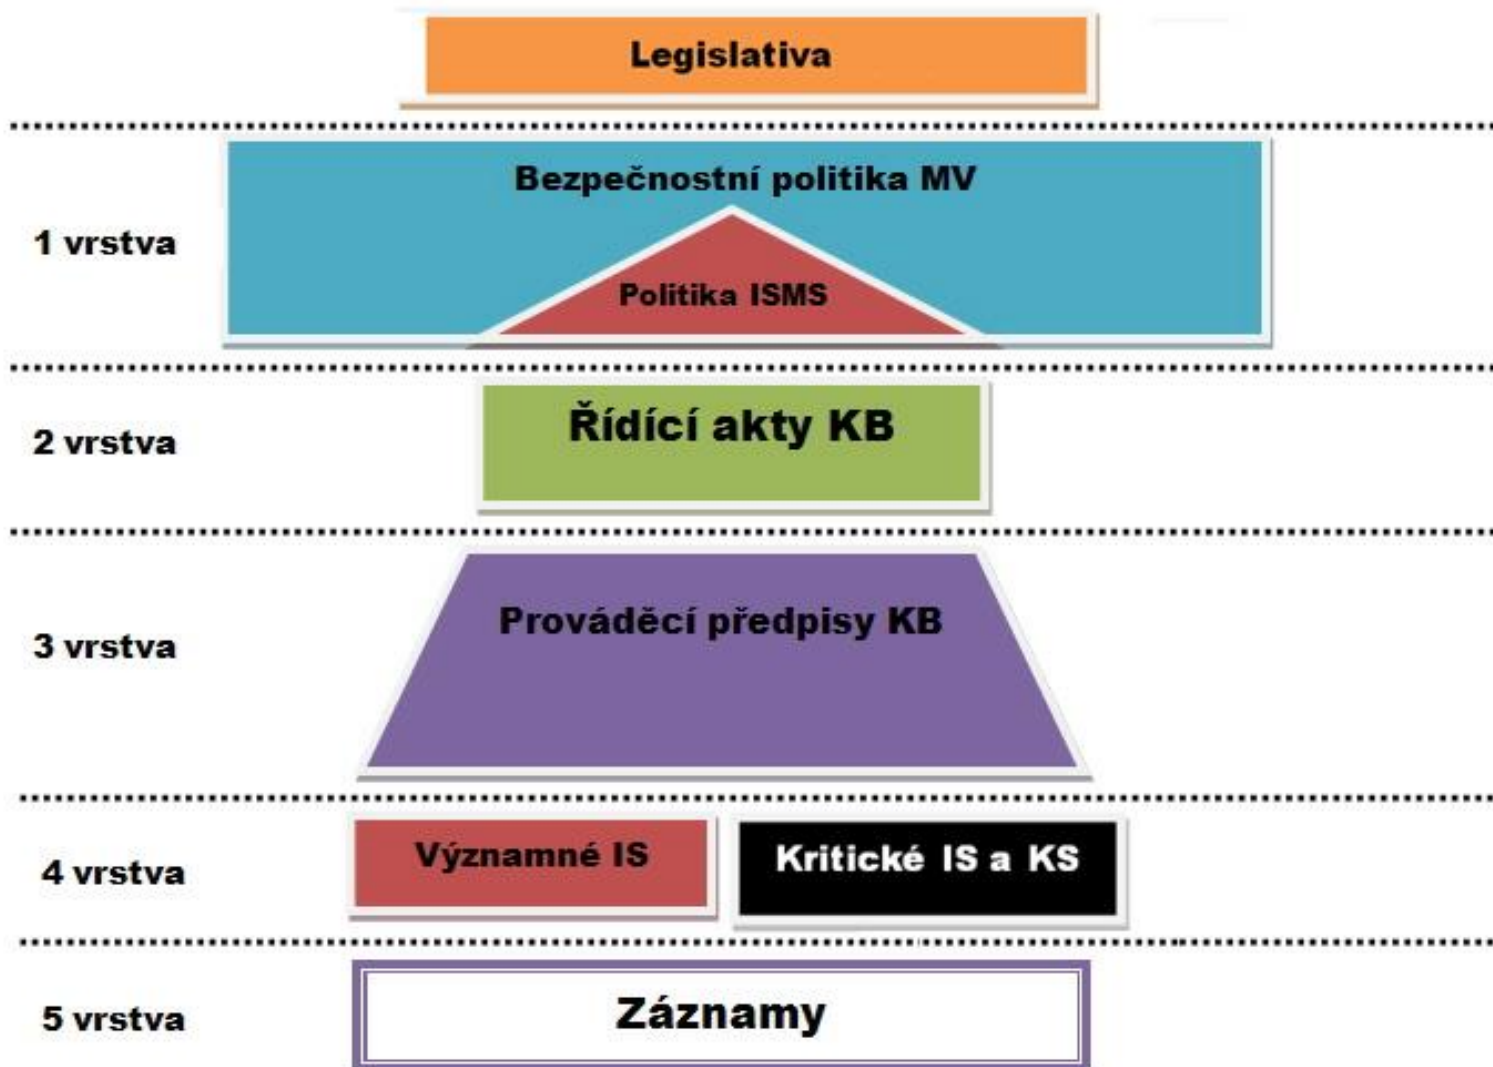 Legislativa
Bezpečnostní politika MV
1 vrstva
Politika ISMS
Řídící akty KB
2 vrstva
Prováděcí předpisy KB
3 vrstva
Významné IS
Kritické IS a KS
4 vrstva
Záznamy
5 vrstva